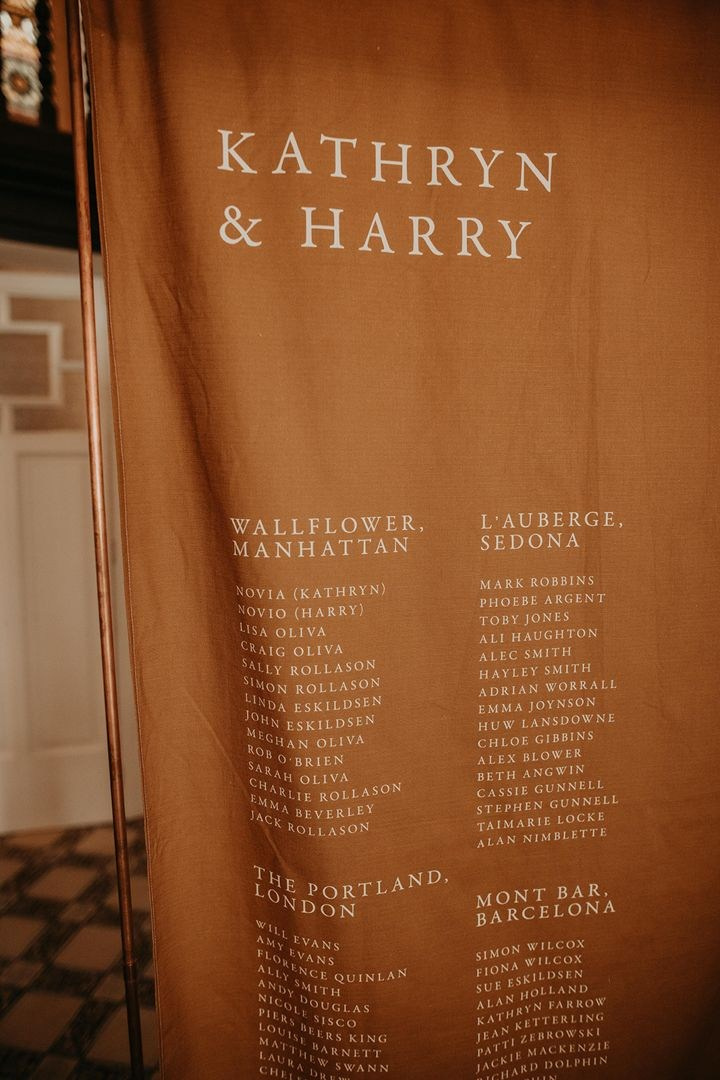 KATHRYN
& HARRY
WALLFLOWER,
MANHATTAN
NOVIA (KATHRYN)
NOVIO (HARRY)
LISA OLIVA
CRAIG OLIVA
SALLY ROLLASON
SIMON ROLLASON
LINDA ESKILDSEN
JOHN ESKILDSEN
MEGHAN OLIVA
ROB O'BRIEN
SARAH OLIVA
CHARLIE ROLLASON
EMMA BEVERLEY
JACK ROLLASON
L'AUBERGE,
SEDONA
MARK ROBBINS
PHOEBE ARGENT
TOBY JONES
ALI HAUGHTON
ALEC SMITH
HAYLEY SMITH
ADRIAN WORRALL
EMMA JOYNSON
HUW LANSDOWNE
CHLOE GIBBINS
ALEX BLOWER
BETH ANGWIN
CASSIE GUNNELL
STEPHEN GUNNELL
TAIMARIE LOCKE
ALAN NIMBLETTE
THE PORTLAND,
LONDON
WILL EVANS
AMY EVANS
FLORENCE QUINLAN
ALLY SMITH
ANDY DOUGLAS
NICOLE SISCO
PIERS BEERS KING
LOUISE BARNETT
MATTHEW SWANN
LAURA DREW
MONT BAR,
BARCELONA
SIMON WILCOX
FIONA WILCOX
SUE ESKILDSEN
ALAN HOLLAND
KATHRYN FARROW
JEAN KETTERLING
PATTI ZEBROWSKI
JACKIE MACKENZIE
RICHARD DOLPHIN